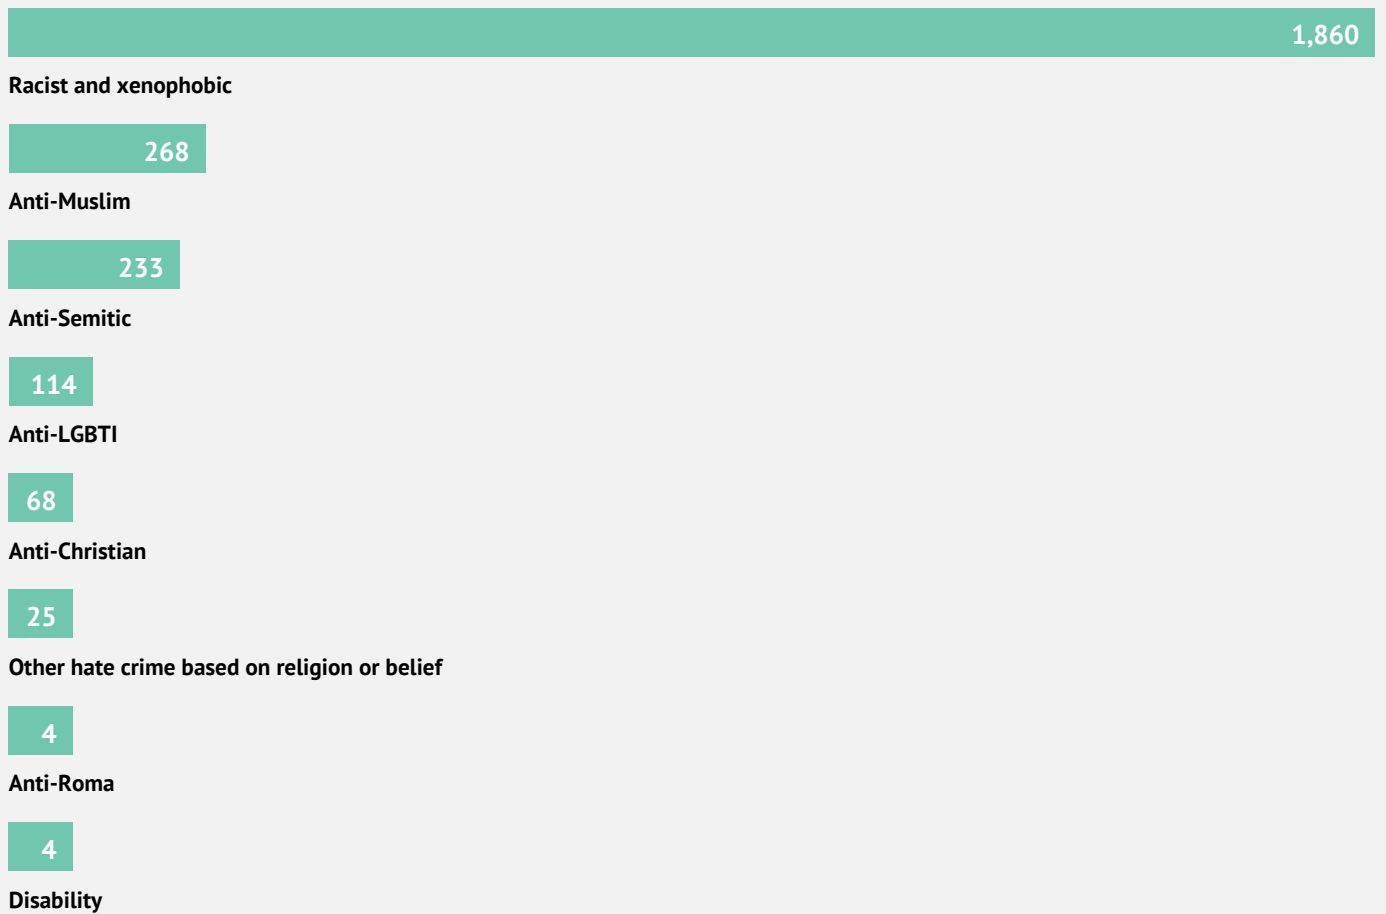 1,860
Racist and xenophobic
268
Anti-Muslim
233
Anti-Semitic
114
Anti-LGBTI
68
Anti-Christian
25
Other hate crime based on religion or belief
4
Anti-Roma
4
Disability